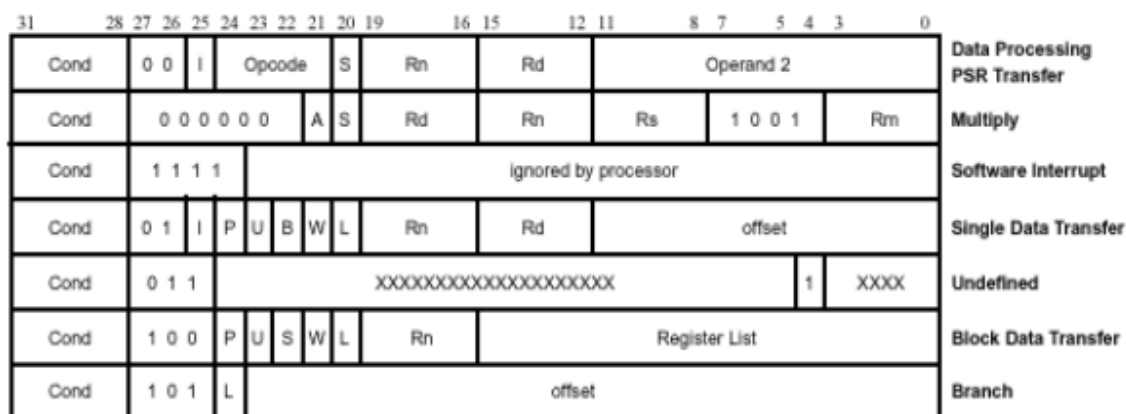 31 28 27 26 25 24 23 22 21 20 19 16 15 12 11 8 7 5 4 3 0
Cond 0 0 I Opcode S Rn Rd Operand 2 Data Processing
PSR Transfer
Cond 0 0 0 0 0 0 A S Rd Rn Rs 1 0 0 1 Rm Multiply
Cond 1 1 1 1 ignored by processor Software Interrupt
Cond 0 1 I P U B W L Rn Rd offset Single Data Transfer
Cond 0 1 1 XXXXXXXXXXXXXXXXXXXX 1 XXXX Undefined
Cond 1 0 0 P U S W L Rn Register List Block Data Transfer
Cond 1 0 1 L offset Branch